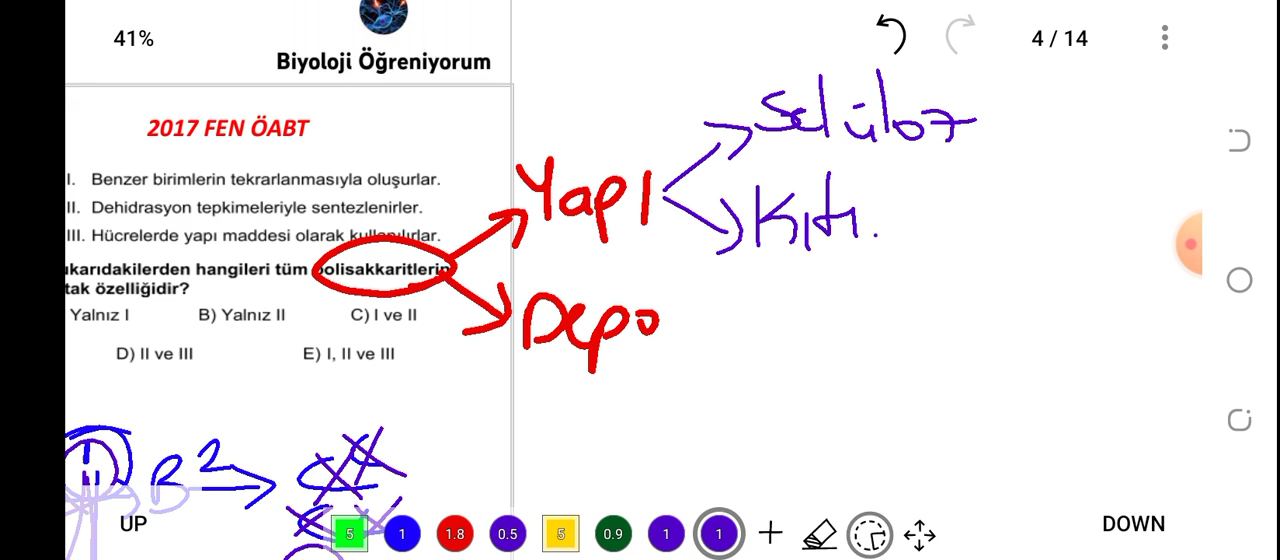 41%
4 / 14
Biyoloji Öğreniyorum
2017 FEN ÖABT
I. Benzer birimlerin tekrarlanmasıyla oluşurlar.
II. Dehidrasyon tepkimeleriyle sentezlenirler.
III. Hücrelerde yapı maddesi olarak kullanılırlar.
ukarıdakilerden hangileri tüm polisakkaritlerin
tak özelliğidir?
Yalnız I B) Yalnız II C) I ve II
D) II ve III E) I, II ve III
Yapı
Selüloz
Kitin
Depo
B 2
UP
5 1 1.8 0.5 5 0.9 1 1
DOWN